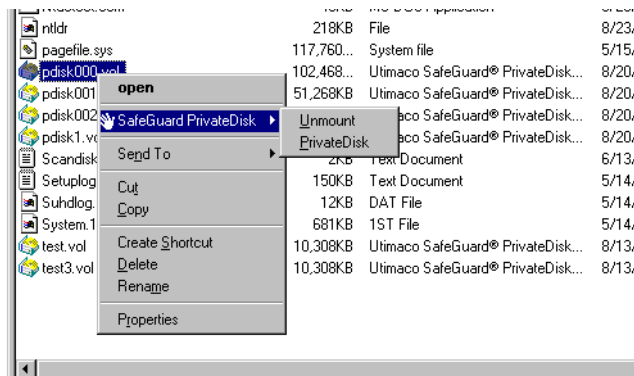 ntldr 218KB File 8/23/
pagefile.sys 117,760... System file 5/15/
pdisk000.vol 102,468... Utimaco SafeGuard® PrivateDisk... 8/20/
pdisk001 51,268KB Utimaco SafeGuard® PrivateDisk... 8/20/
pdisk002 aco SafeGuard® PrivateDisk... 8/20/
pdisk1.vo aco SafeGuard® PrivateDisk... 8/20/
Scandisk 2KB Text Document 6/13/
Setuplog 150KB Text Document 5/14/
Suhdlog. 12KB DAT File 5/14/
System.1 681KB 1ST File 5/14/
test.vol 10,308KB Utimaco SafeGuard® PrivateDisk... 8/13/
test3.vol 10,308KB Utimaco SafeGuard® PrivateDisk... 8/13/
open
SafeGuard PrivateDisk
Send To
Cut
Copy
Create Shortcut
Delete
Rename
Properties
Unmount
PrivateDisk